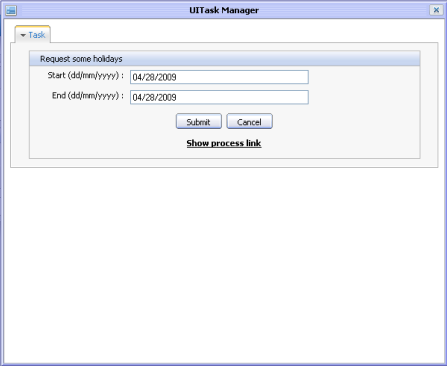 UITask Manager
Task
Request some holidays
Start (dd/mm/yyyy) : 04/28/2009
End (dd/mm/yyyy) : 04/28/2009
Submit Cancel
Show process link